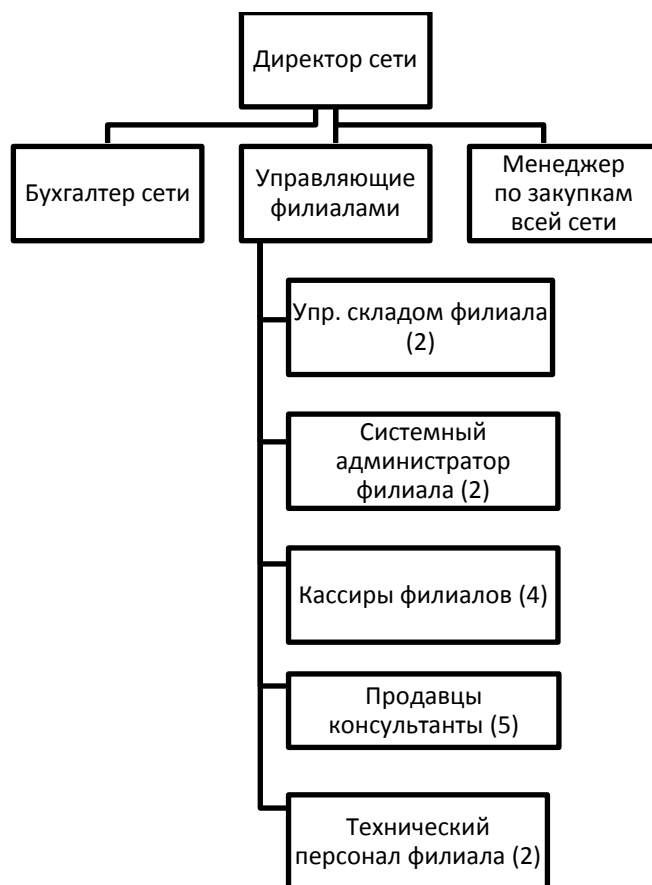 Директор сети
Бухгалтер сети
Управляющие
филиалами
Менеджер
по закупкам
всей сети
Упр. складом филиала
(2)
Системный
администратор
филиала (2)
Кассиры филиалов (4)
Продавцы
консультанты (5)
Технический
персонал филиала (2)